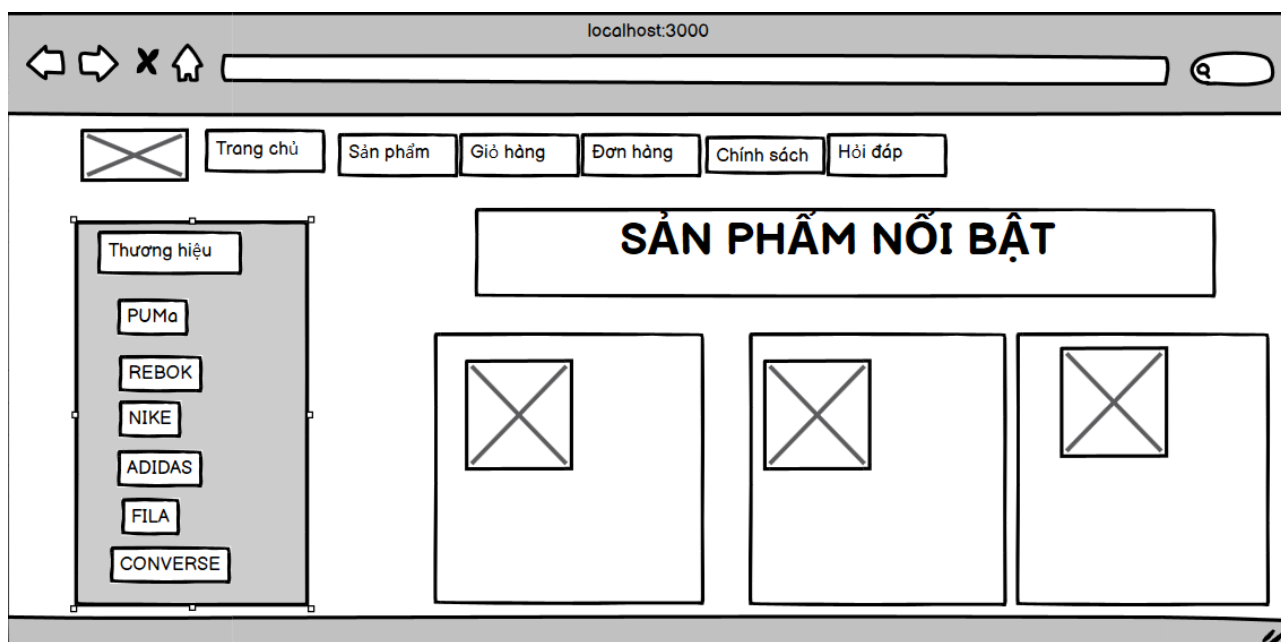 localhost:3000
Trang chủ
Sản phẩm
Giỏ hàng
Đơn hàng
Chính sách
Hỏi đáp
Thương hiệu
PUMa
REBOK
NIKE
ADIDAS
FILA
CONVERSE
SẢN PHẨM NỔI BẬT